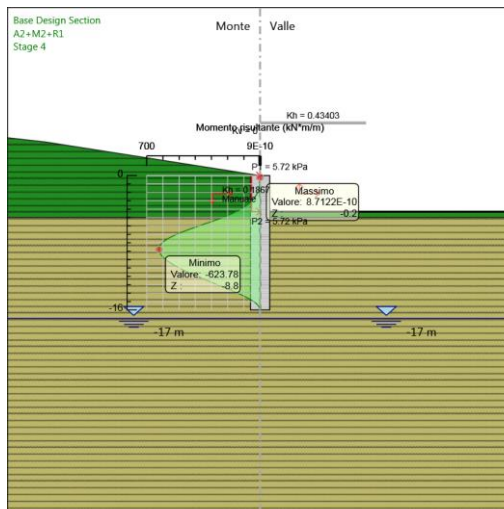 Base Design Section
A2+M2+R1
Stage 4
Monte
Valle
Kh = 0.43403
Momento risultante (kN*m/m)
700
9E-10
P1 = 5.72 kPa
0
Massimo
Valore: 8.7122E-10
Z : -0.2
P2 = 5.72 kPa
Minimo
Valore: -623.78
Z : -8.8
-16
-17 m
-17 m